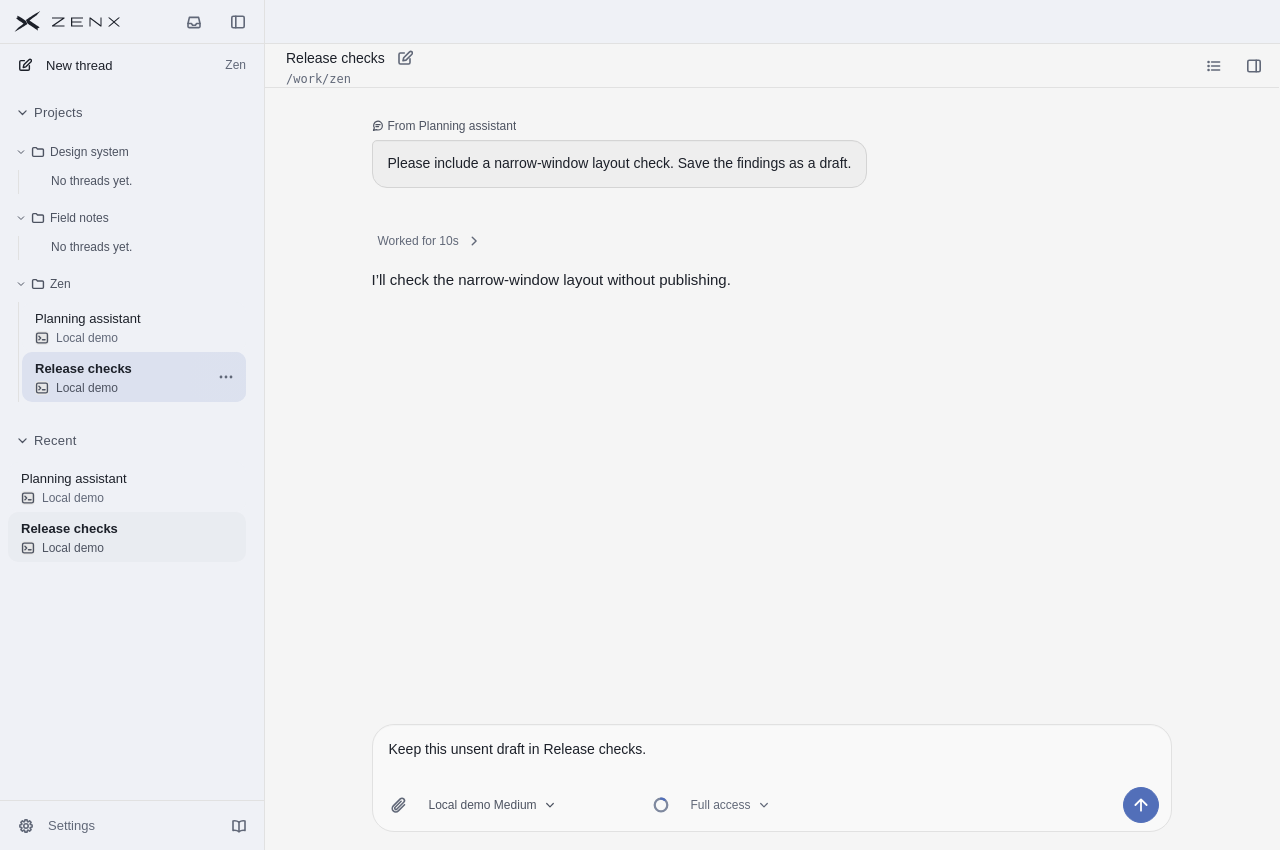 ZENX
New thread
Zen
Projects
Design system
No threads yet.
Field notes
No threads yet.
Zen
Planning assistant
Local demo
Release checks
Local demo
Recent
Planning assistant
Local demo
Release checks
Local demo
Settings
Release checks
/work/zen
From Planning assistant
Please include a narrow-window layout check. Save the findings as a draft.
Worked for 10s
I’ll check the narrow-window layout without publishing.
Keep this unsent draft in Release checks.
Local demo Medium
Full access